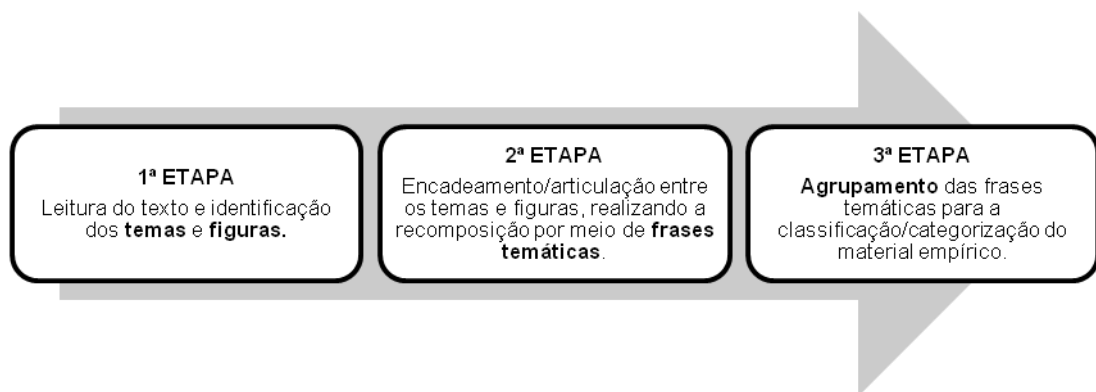 1ª ETAPA
Leitura do texto e identificação
dos temas e figuras.
2ª ETAPA
Encadeamento/articulação entre
os temas e figuras, realizando a
recomposição por meio de frases
temáticas.
3ª ETAPA
Agrupamento das frases
temáticas para a
classificação/categorização do
material empírico.